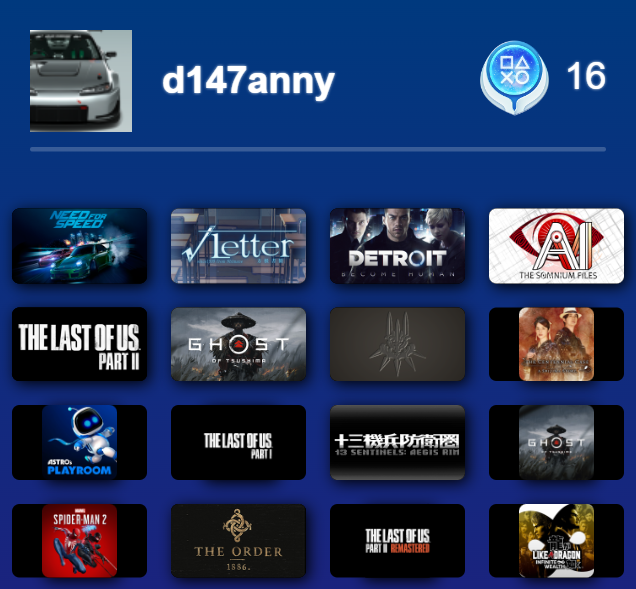 d147anny
16
NEED FOR
SPEED
√Letter
DETROIT
BECOME HUMAN
AI
THE SOMNIUM FILES
THE LAST OF US
PART II
GHOST
OF TSUSHIMA
ASTRO's
PLAYROOM
THE LAST OF US
PART I
十三機兵防衛圏
13 SENTINELS: AEGIS RIM
GHOST
OF TSUSHIMA
MARVEL
SPIDER-MAN 2
THE ORDER
1886.
THE LAST OF US
PART II REMASTERED
LIKE A DRAGON
INFINITE WEALTH